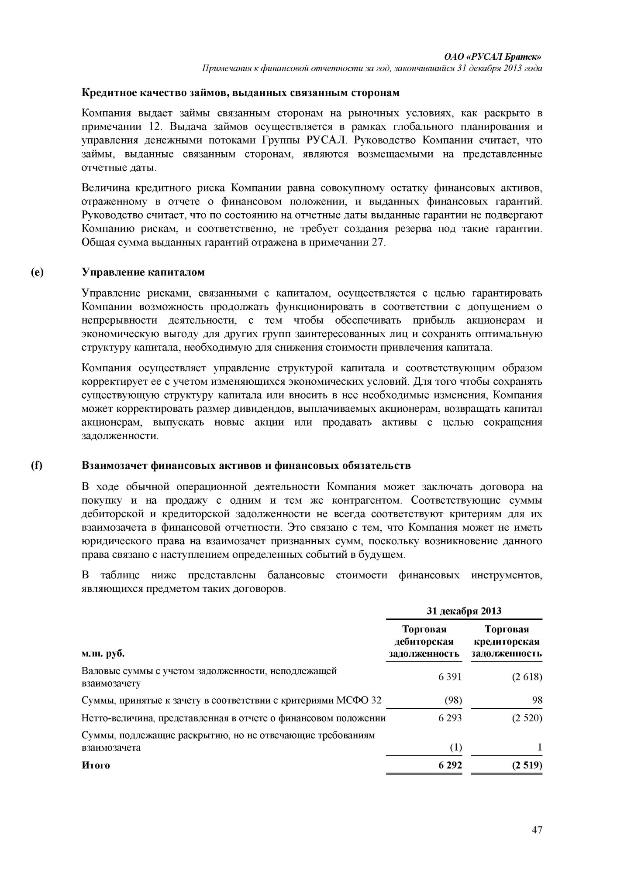 ОАО «РУСАЛ Братск»
Примечания к финансовой отчетности за год, закончившийся 31 декабря 2013 года
Кредитное качество займов, выданных связанным сторонам
Компания выдает займы связанным сторонам на рыночных условиях, как раскрыто в
примечании 12. Выдача займов осуществляется в рамках глобального планирования и
управления денежными потоками Группы РУСАЛ. Руководство Компании считает, что
займы, выданные связанным сторонам, являются возмещаемыми на представленные
отчетные даты.
Величина кредитного риска Компании равна совокупному остатку финансовых активов,
отраженному в отчете о финансовом положении, и выданных финансовых гарантий.
Руководство считает, что по состоянию на отчетные даты выданные гарантии не подвергают
Компанию рискам, и соответственно, не требует создания резерва под такие гарантии.
Общая сумма выданных гарантий отражена в примечании 27.
(e) Управление капиталом
Управление рисками, связанными с капиталом, осуществляется с целью гарантировать
Компании возможность продолжать функционировать в соответствии с допущением о
непрерывности деятельности, с тем чтобы обеспечивать прибыль акционерам и
экономическую выгоду для других групп заинтересованных лиц и сохранять оптимальную
структуру капитала, необходимую для снижения стоимости привлечения капитала.
Компания осуществляет управление структурой капитала и соответствующим образом
корректирует ее с учетом изменяющихся экономических условий. Для того чтобы сохранять
существующую структуру капитала или вносить в нее необходимые изменения, Компания
может корректировать размер дивидендов, выплачиваемых акционерам, возвращать капитал
акционерам, выпускать новые акции или продавать активы с целью сокращения
задолженности.
(f) Взаимозачет финансовых активов и финансовых обязательств
В ходе обычной операционной деятельности Компания может заключать договора на
покупку и на продажу с одним и тем же контрагентом. Соответствующие суммы
дебиторской и кредиторской задолженности не всегда соответствуют критериям для их
взаимозачета в финансовой отчетности. Это связано с тем, что Компания может не иметь
юридического права на взаимозачет признанных сумм, поскольку возникновение данного
права связано с наступлением определенных событий в будущем.
В таблице ниже представлены балансовые стоимости финансовых инструментов,
являющихся предметом таких договоров.
31 декабря 2013
Торговая Торговая
дебиторская кредиторская
млн. руб. задолженность задолженность
Валовые суммы с учетом задолженности, неподлежащей
взаимозачету 6 391 (2 618)
Суммы, принятые к зачету в соответствии с критериями МСФО 32 (98) 98
Нетто-величина, представленная в отчете о финансовом положении 6 293 (2 520)
Суммы, подлежащие раскрытию, но не отвечающие требованиям
взаимозачета (1) 1
Итого 6 292 (2 519)
47